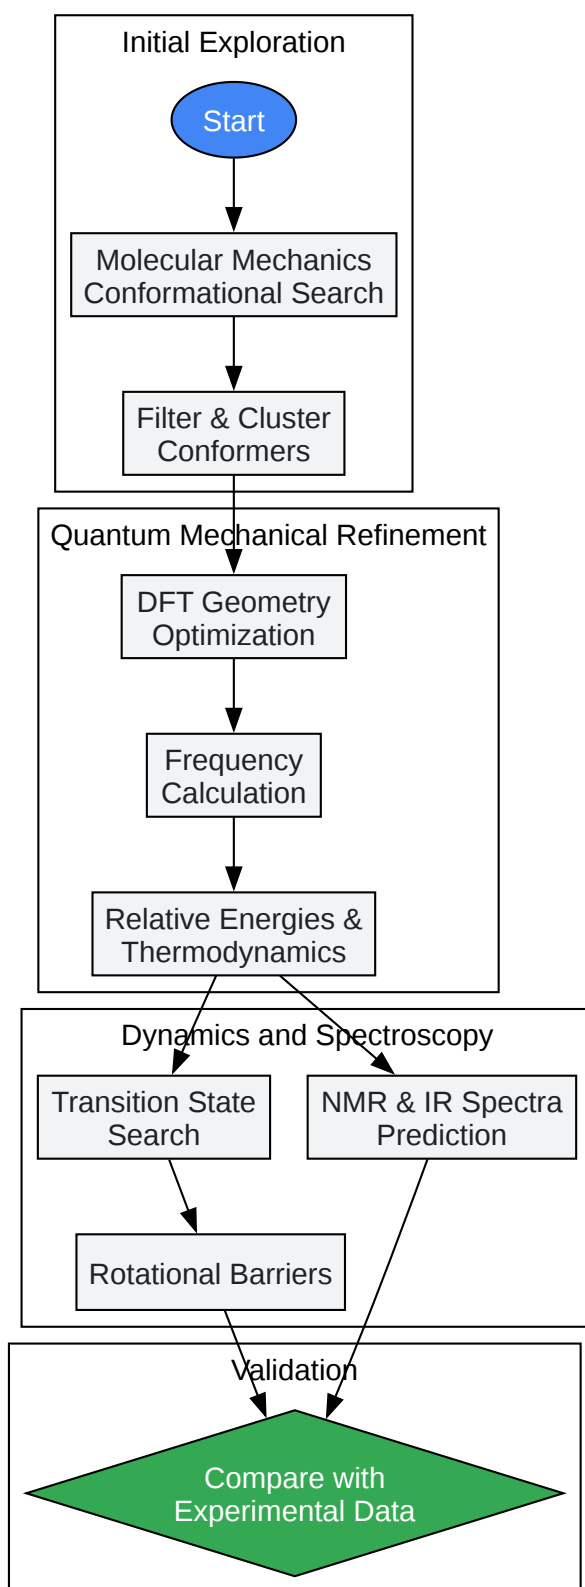 Initial Exploration
Start
Molecular Mechanics
Conformational Search
Filter & Cluster
Conformers
Quantum Mechanical Refinement
DFT Geometry
Optimization
Frequency
Calculation
Relative Energies &
Thermodynamics
Dynamics and Spectroscopy
Transition State
Search
NMR & IR Spectra
Prediction
Rotational Barriers
Validation
Compare with
Experimental Data